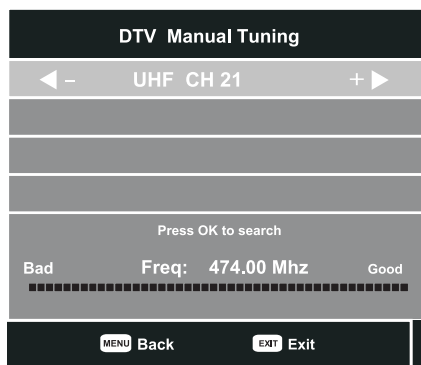 DTV Manual Tuning
- UHF CH 21 +
Press OK to search
Bad Freq: 474.00 Mhz Good
MENU Back EXIT Exit